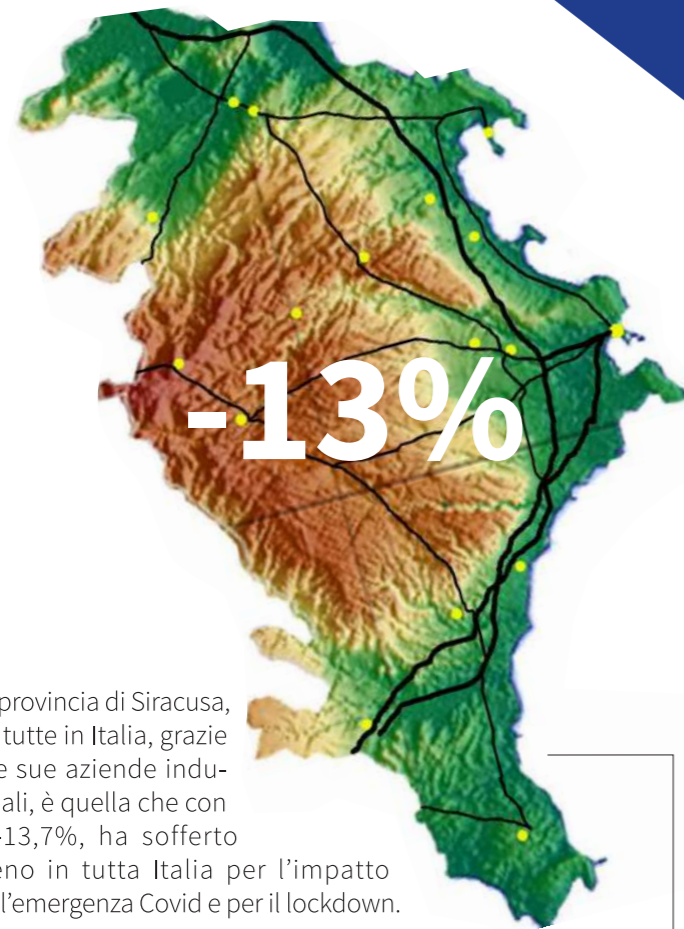 -13%
provincia di Siracusa,
tutte in Italia, grazie
e sue aziende indu-
ali, è quella che con
13,7%, ha sofferto
eno in tutta Italia per l’impatto
l’emergenza Covid e per il lockdown.